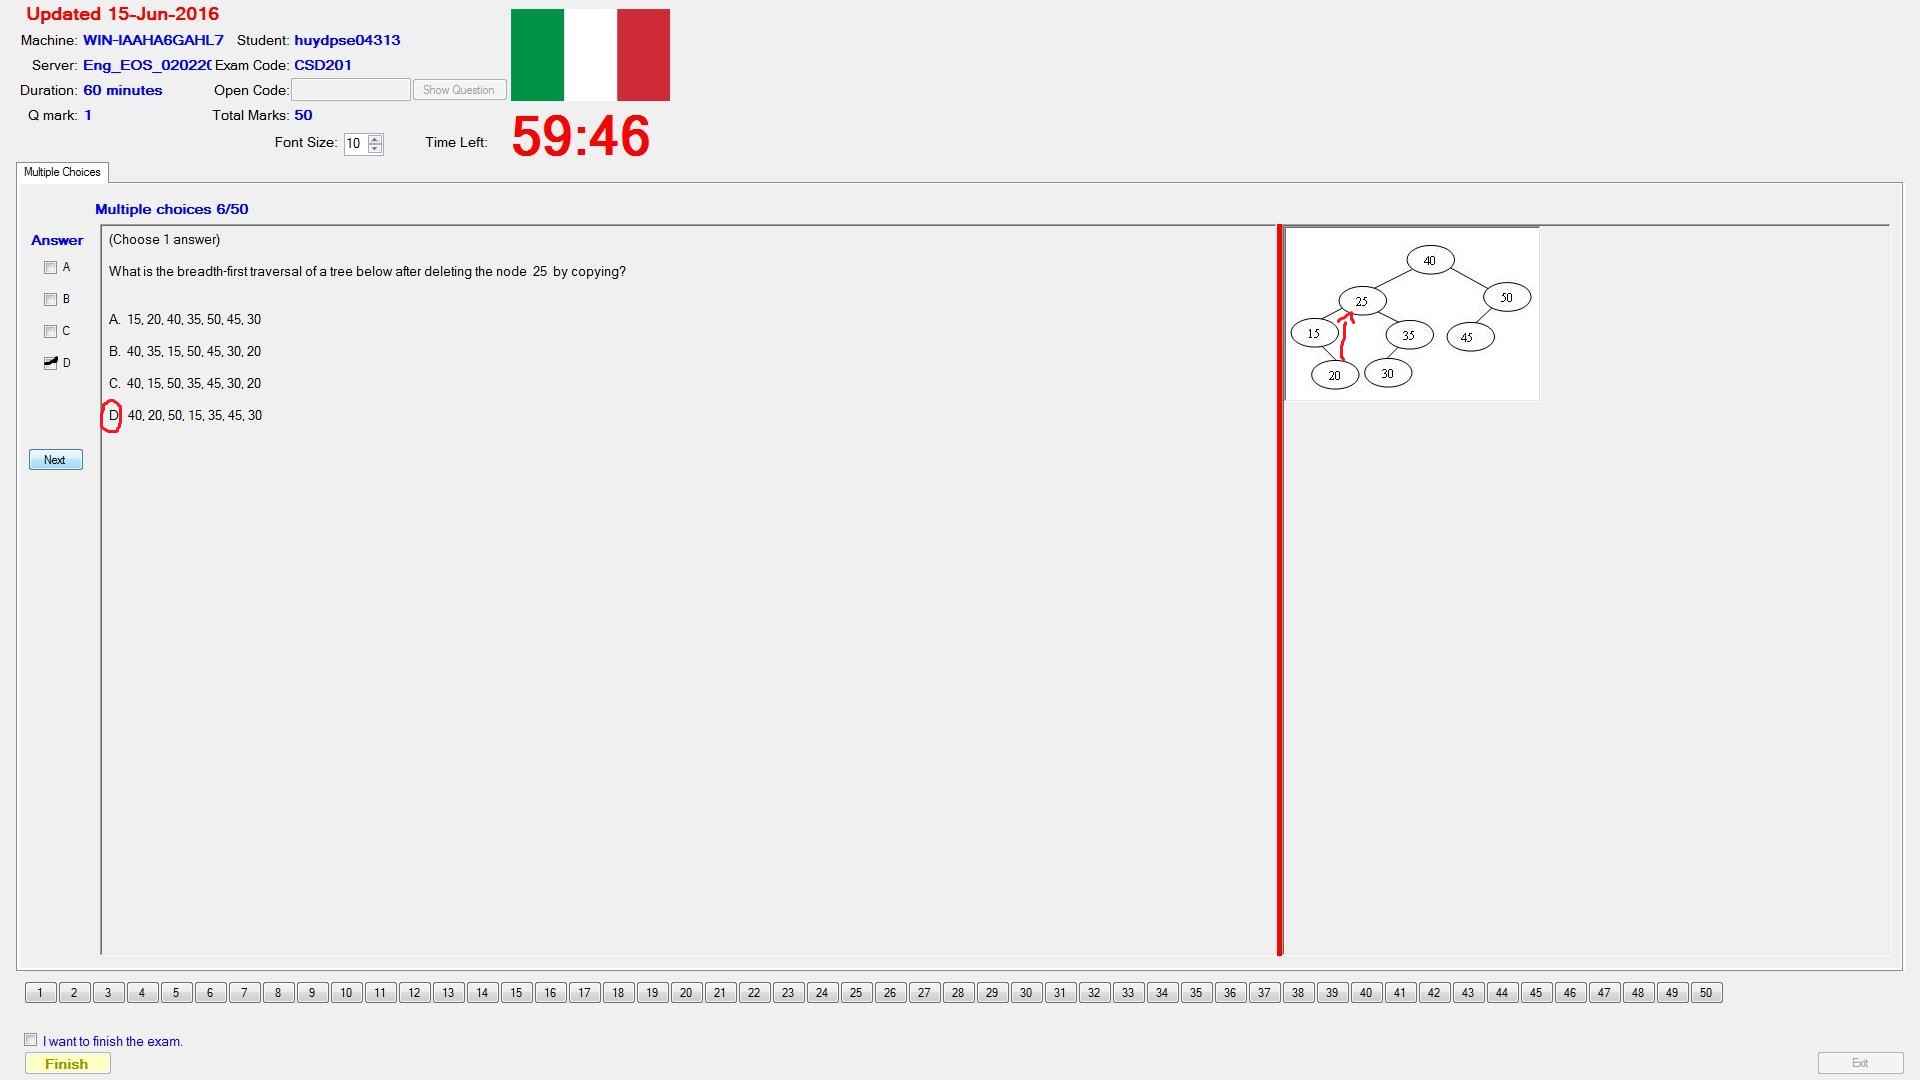 Updated 15-Jun-2016
Machine: WIN-IAAHA6GAHL7 Student: huydpse04313
Server: Eng_EOS_020220 Exam Code: CSD201
Duration: 60 minutes Open Code: Show Question
Q mark: 1 Total Marks: 50
Font Size: 10 Time Left: 59:46
Multiple Choices
Multiple choices 6/50
Answer
A
B
C
D
Next
(Choose 1 answer)
What is the breadth-first traversal of a tree below after deleting the node 25 by copying?
A. 15, 20, 40, 35, 50, 45, 30
B. 40, 35, 15, 50, 45, 30, 20
C. 40, 15, 50, 35, 45, 30, 20
D 40, 20, 50, 15, 35, 45, 30
40
25 50
15 35 45
20 30
1 2 3 4 5 6 7 8 9 10 11 12 13 14 15 16 17 18 19 20 21 22 23 24 25 26 27 28 29 30 31 32 33 34 35 36 37 38 39 40 41 42 43 44 45 46 47 48 49 50
I want to finish the exam.
Finish Exit